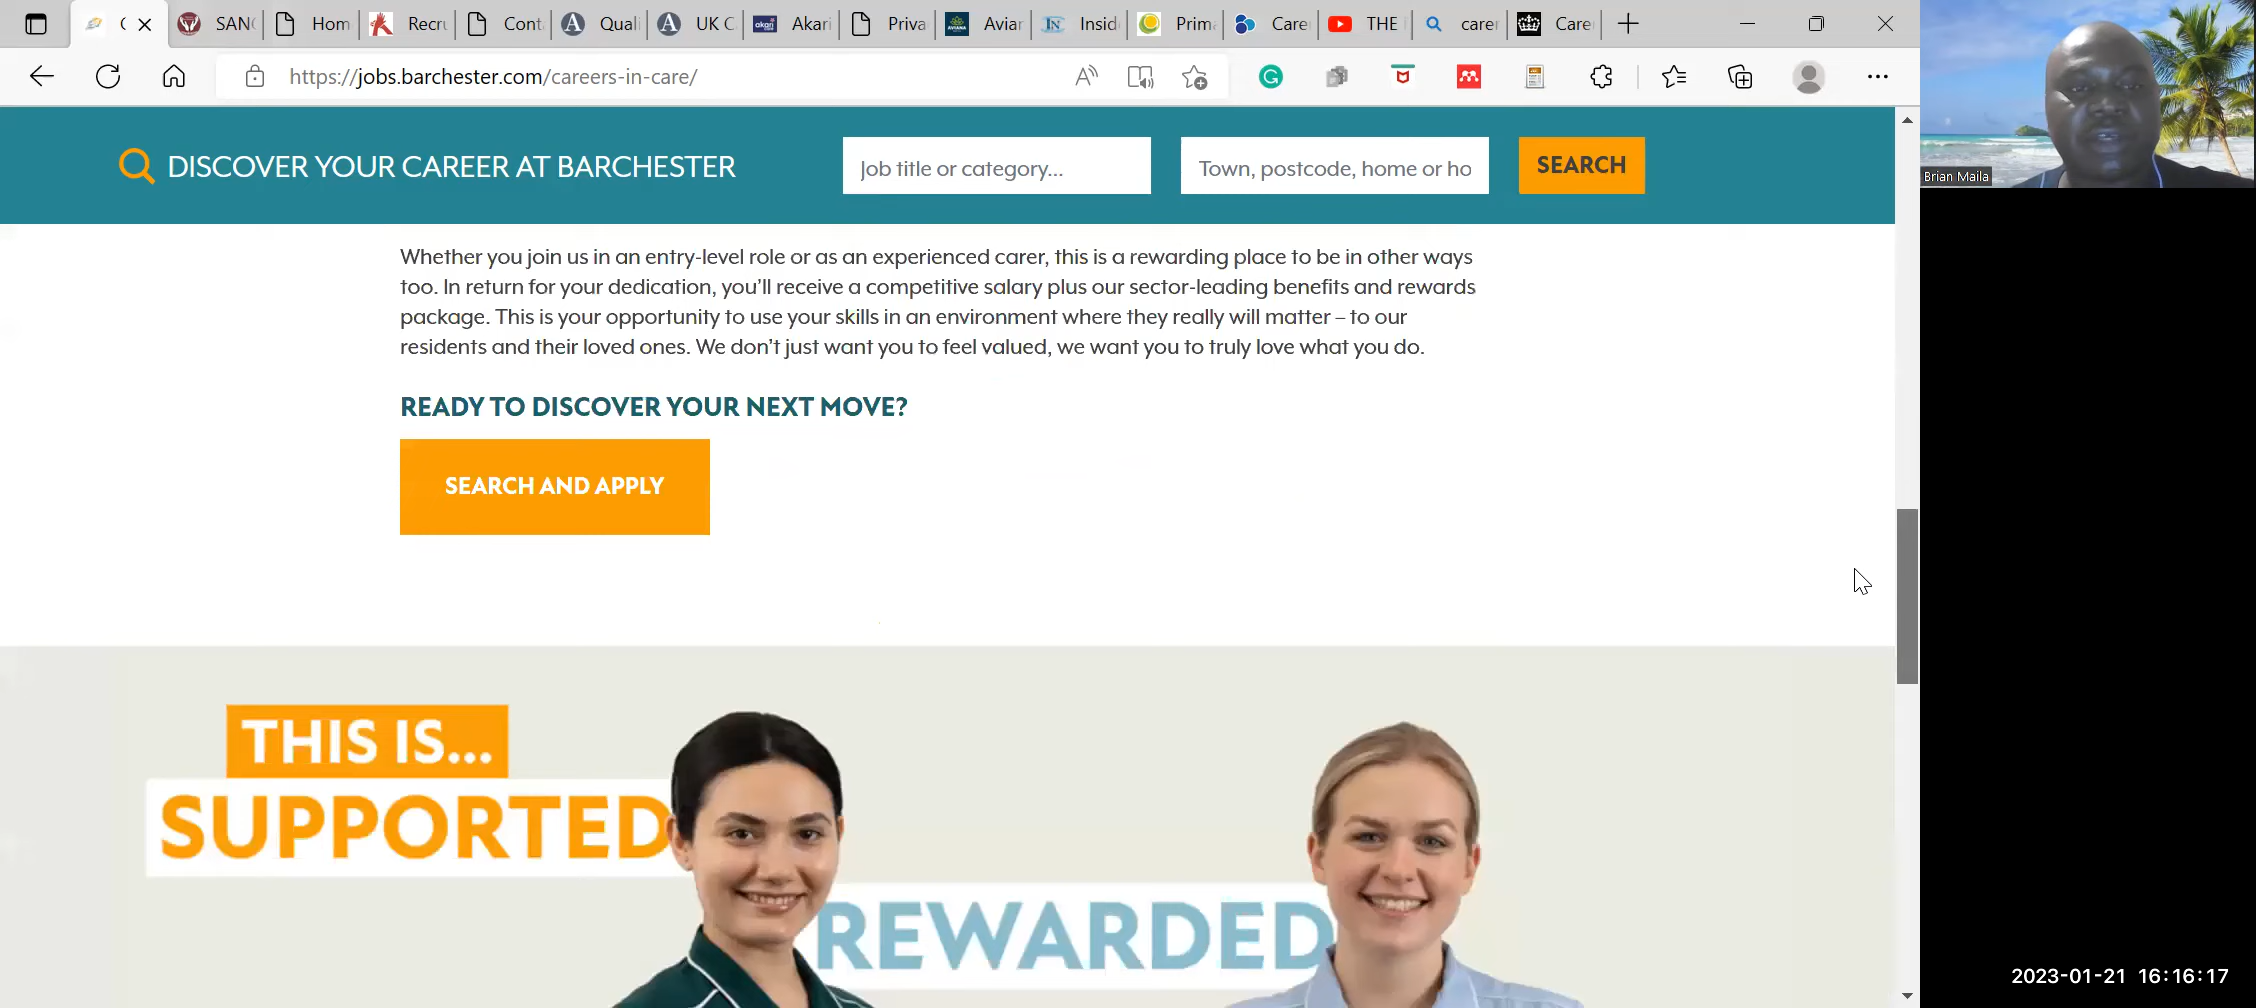 SAN
Hom
Recru
Cont
Quali
UK C
akari
Akari
Priva
AVIANA
Aviar
IN
Insid
Prim
Care
THE
carer
Care
https://jobs.barchester.com/careers-in-care/
DISCOVER YOUR CAREER AT BARCHESTER
Job title or category...
Town, postcode, home or ho
SEARCH
Brian Maila
Whether you join us in an entry-level role or as an experienced carer, this is a rewarding place to be in other ways
too. In return for your dedication, you'll receive a competitive salary plus our sector-leading benefits and rewards
package. This is your opportunity to use your skills in an environment where they really will matter – to our
residents and their loved ones. We don't just want you to feel valued, we want you to truly love what you do.
READY TO DISCOVER YOUR NEXT MOVE?
SEARCH AND APPLY
THIS IS...
SUPPORTED
REWARDED
2023-01-21 16:16:17